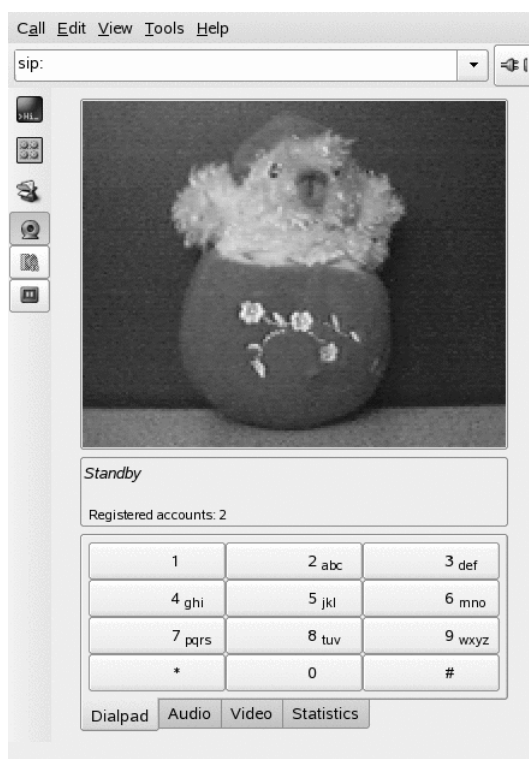 Call Edit View Tools Help
sip:
>Hi_
Standby
Registered accounts: 2
1 2 abc 3 def
4 ghi 5 jkl 6 mno
7 pqrs 8 tuv 9 wxyz
* 0 #
Dialpad Audio Video Statistics